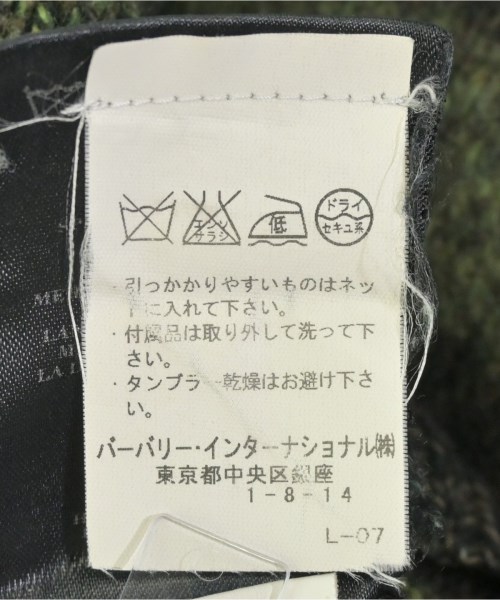 エンソ
サラシ
低
ドライ
セキユ系
・引っかかりやすいものはネッ
トに入れて下さい。
・付属品は取り外して洗って下
さい。
・タンブラー乾燥はお避け下さ
い。
バーバリー・インターナショナル㈱
東京都中央区銀座
1-8-14
L-07